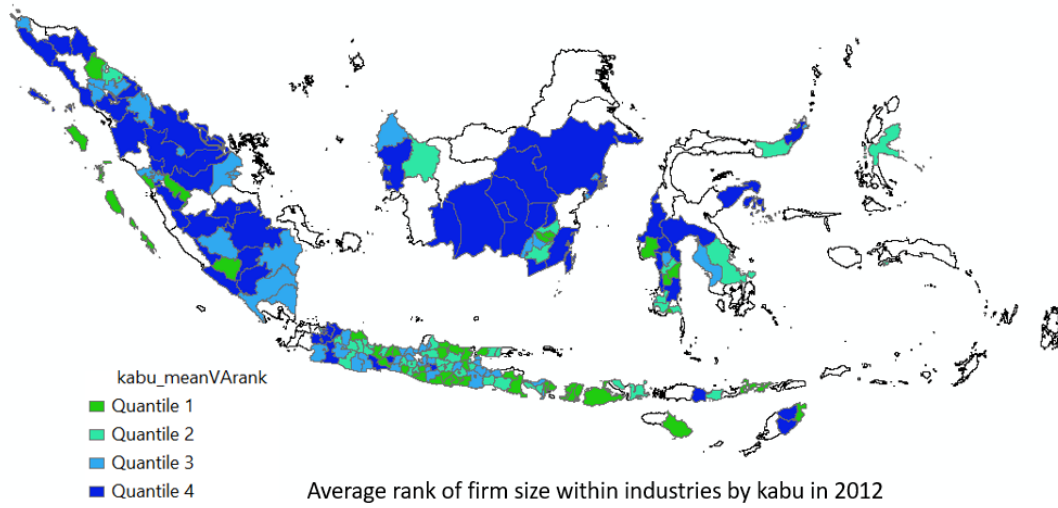 kabu_meanVArank
Quantile 1
Quantile 2
Quantile 3
Quantile 4
Average rank of firm size within industries by kabu in 2012